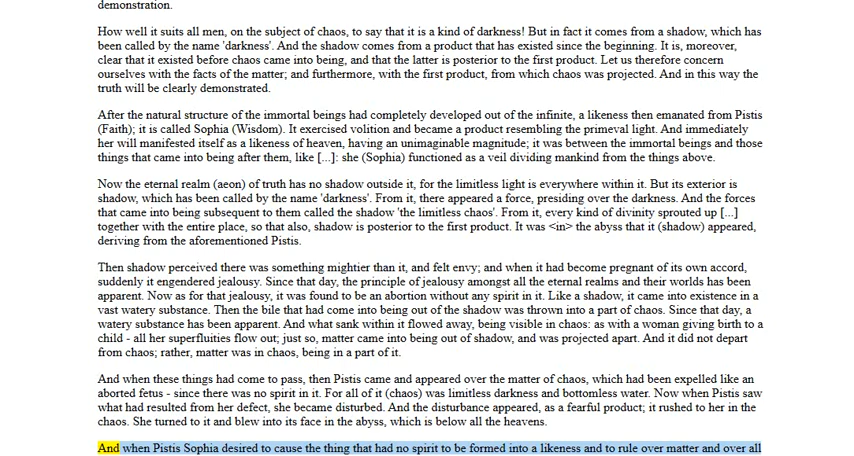 demonstration.
How well it suits all men, on the subject of chaos, to say that it is a kind of darkness! But in fact it comes from a shadow, which has
been called by the name 'darkness'. And the shadow comes from a product that has existed since the beginning. It is, moreover,
clear that it existed before chaos came into being, and that the latter is posterior to the first product. Let us therefore concern
ourselves with the facts of the matter; and furthermore, with the first product, from which chaos was projected. And in this way the
truth will be clearly demonstrated.
After the natural structure of the immortal beings had completely developed out of the infinite, a likeness then emanated from Pistis
(Faith); it is called Sophia (Wisdom). It exercised volition and became a product resembling the primeval light. And immediately
her will manifested itself as a likeness of heaven, having an unimaginable magnitude; it was between the immortal beings and those
things that came into being after them, like [...]: she (Sophia) functioned as a veil dividing mankind from the things above.
Now the eternal realm (aeon) of truth has no shadow outside it, for the limitless light is everywhere within it. But its exterior is
shadow, which has been called by the name 'darkness'. From it, there appeared a force, presiding over the darkness. And the forces
that came into being subsequent to them called the shadow 'the limitless chaos'. From it, every kind of divinity sprouted up [...]
together with the entire place, so that also, shadow is posterior to the first product. It was <in> the abyss that it (shadow) appeared,
deriving from the aforementioned Pistis.
Then shadow perceived there was something mightier than it, and felt envy; and when it had become pregnant of its own accord,
suddenly it engendered jealousy. Since that day, the principle of jealousy amongst all the eternal realms and their worlds has been
apparent. Now as for that jealousy, it was found to be an abortion without any spirit in it. Like a shadow, it came into existence in a
vast watery substance. Then the bile that had come into being out of the shadow was thrown into a part of chaos. Since that day, a
watery substance has been apparent. And what sank within it flowed away, being visible in chaos: as with a woman giving birth to a
child - all her superfluities flow out; just so, matter came into being out of shadow, and was projected apart. And it did not depart
from chaos; rather, matter was in chaos, being in a part of it.
And when these things had come to pass, then Pistis came and appeared over the matter of chaos, which had been expelled like an
aborted fetus - since there was no spirit in it. For all of it (chaos) was limitless darkness and bottomless water. Now when Pistis saw
what had resulted from her defect, she became disturbed. And the disturbance appeared, as a fearful product; it rushed to her in the
chaos. She turned to it and blew into its face in the abyss, which is below all the heavens.
And when Pistis Sophia desired to cause the thing that had no spirit to be formed into a likeness and to rule over matter and over all